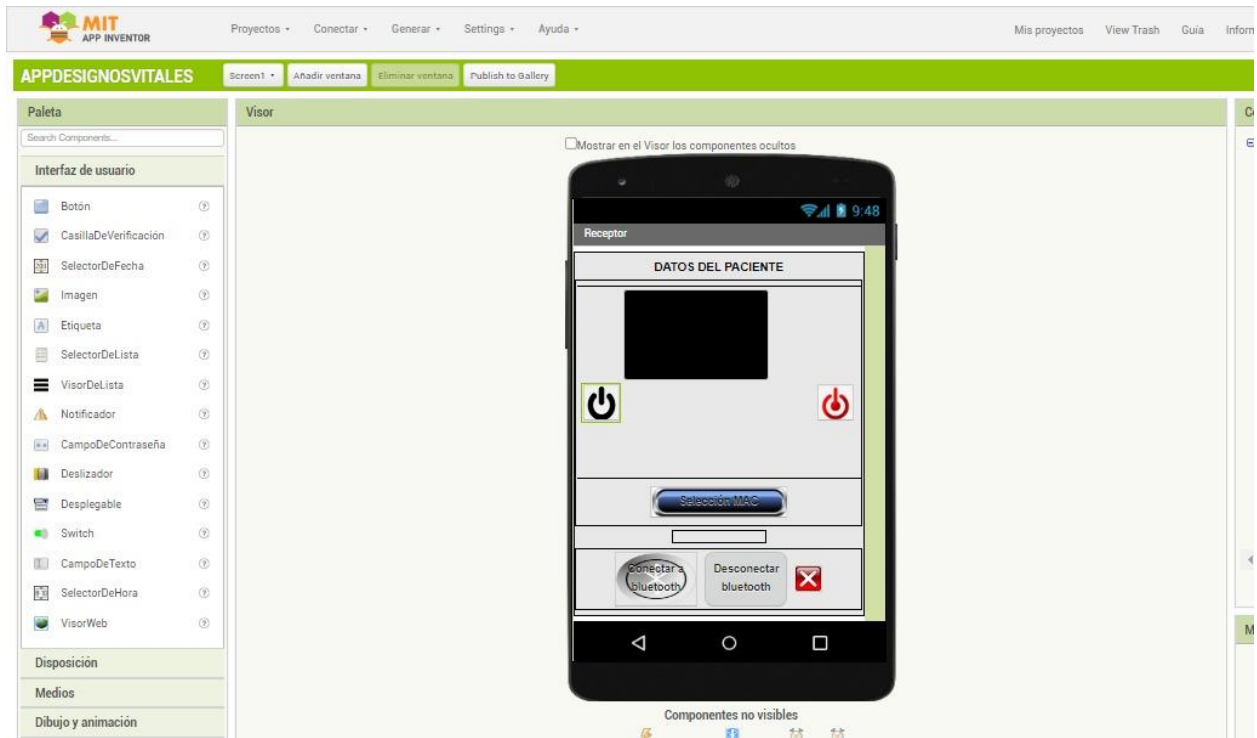 MIT
APP INVENTOR
Proyectos
Conectar
Generar
Settings
Ayuda
Mis proyectos
View Trash
Guía
Inform
APPDESIGNOSVITALES
Screen1
Añadir ventana
Eliminar ventana
Publish to Gallery
Paleta
Search Components...
Interfaz de usuario
Botón
CasillaDeVerificación
SelectorDeFecha
Imagen
Etiqueta
SelectorDeLista
VisorDeLista
Notificador
CampoDeContraseña
Deslizador
Desplegable
Switch
CampoDeTexto
SelectorDeHora
VisorWeb
Disposición
Medios
Dibujo y animación
Visor
Mostrar en el Visor los componentes ocultos
9:48
Receptor
DATOS DEL PACIENTE
Selección MAC
Conectar a
bluetooth
Desconectar
bluetooth
Componentes no visibles
C
M